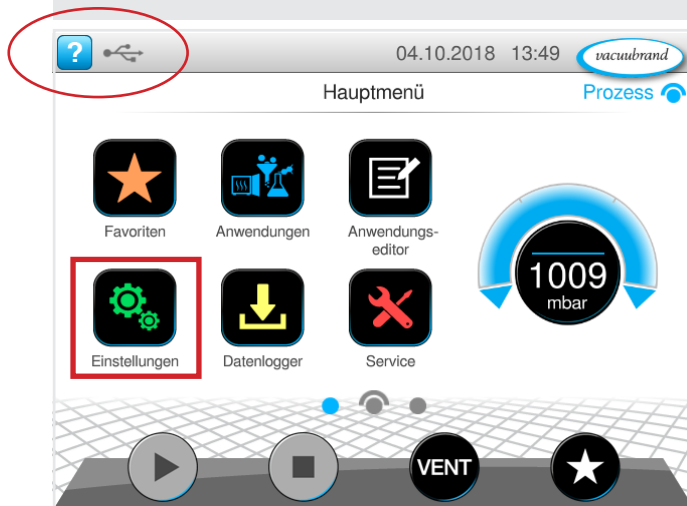 ?
04.10.2018 13:49
vacuubrand
Hauptmenü
Prozess
Favoriten
Anwendungen
Anwendungs-
editor
1009
mbar
Einstellungen
Datenlogger
Service
VENT